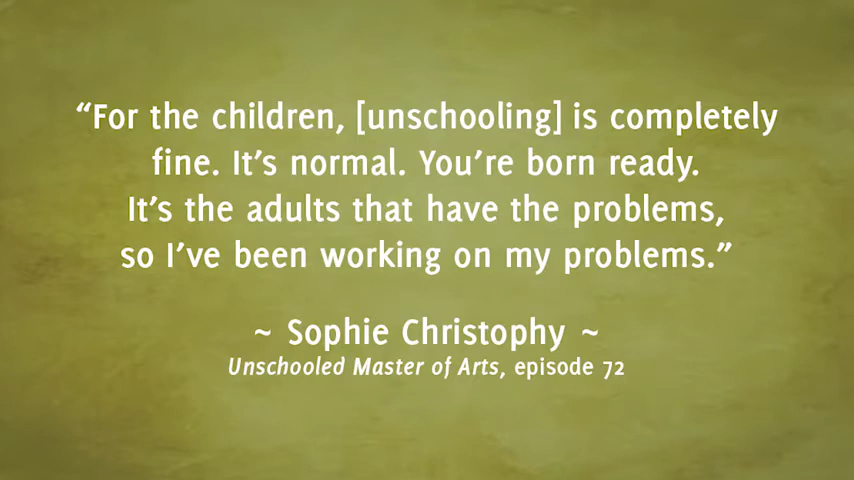 “For the children, [unschooling] is completely
fine. It’s normal. You’re born ready.
It’s the adults that have the problems,
so I’ve been working on my problems.”
~ Sophie Christophy ~
Unschooled Master of Arts, episode 72